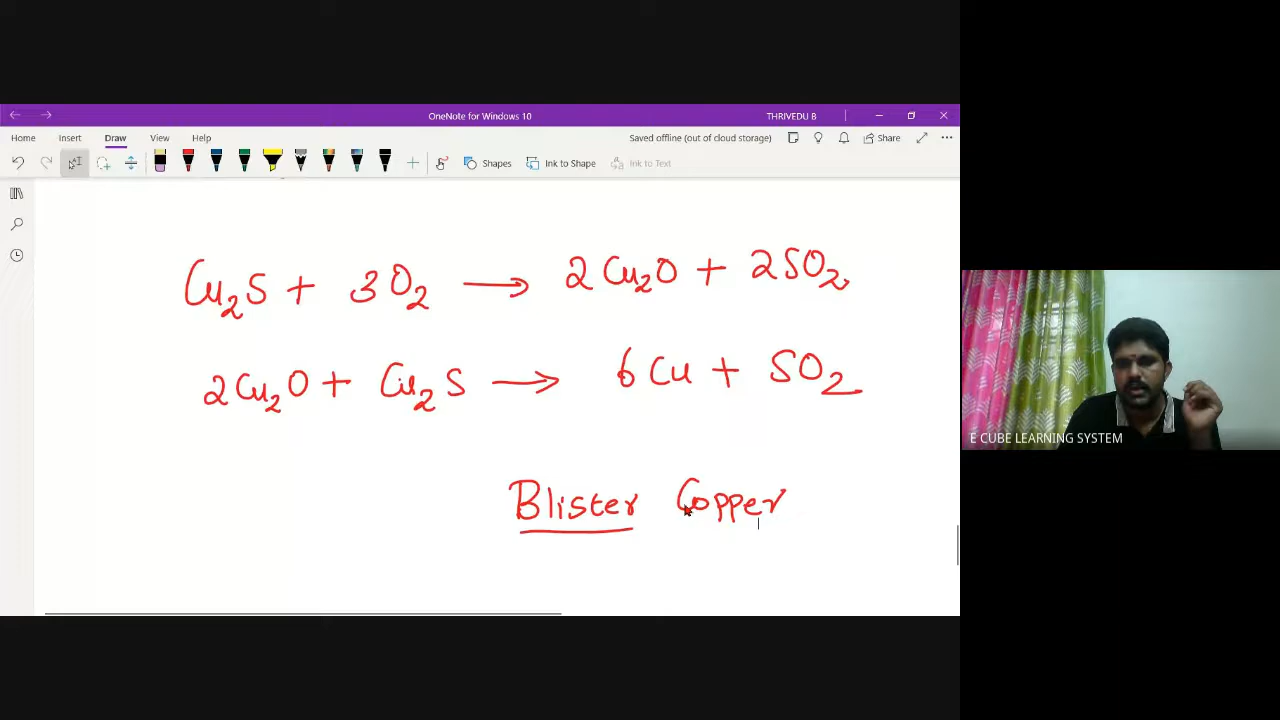 OneNote for Windows 10
THRIVEDU B
Home Insert Draw View Help
Saved offline (out of cloud storage)
Share
Shapes
Ink to Shape
Ink to Text
Cu₂S + 3O₂ → 2Cu₂O + 2SO₂
2Cu₂O + Cu₂S → 6Cu + SO₂
Blister Copper
E CUBE LEARNING SYSTEM